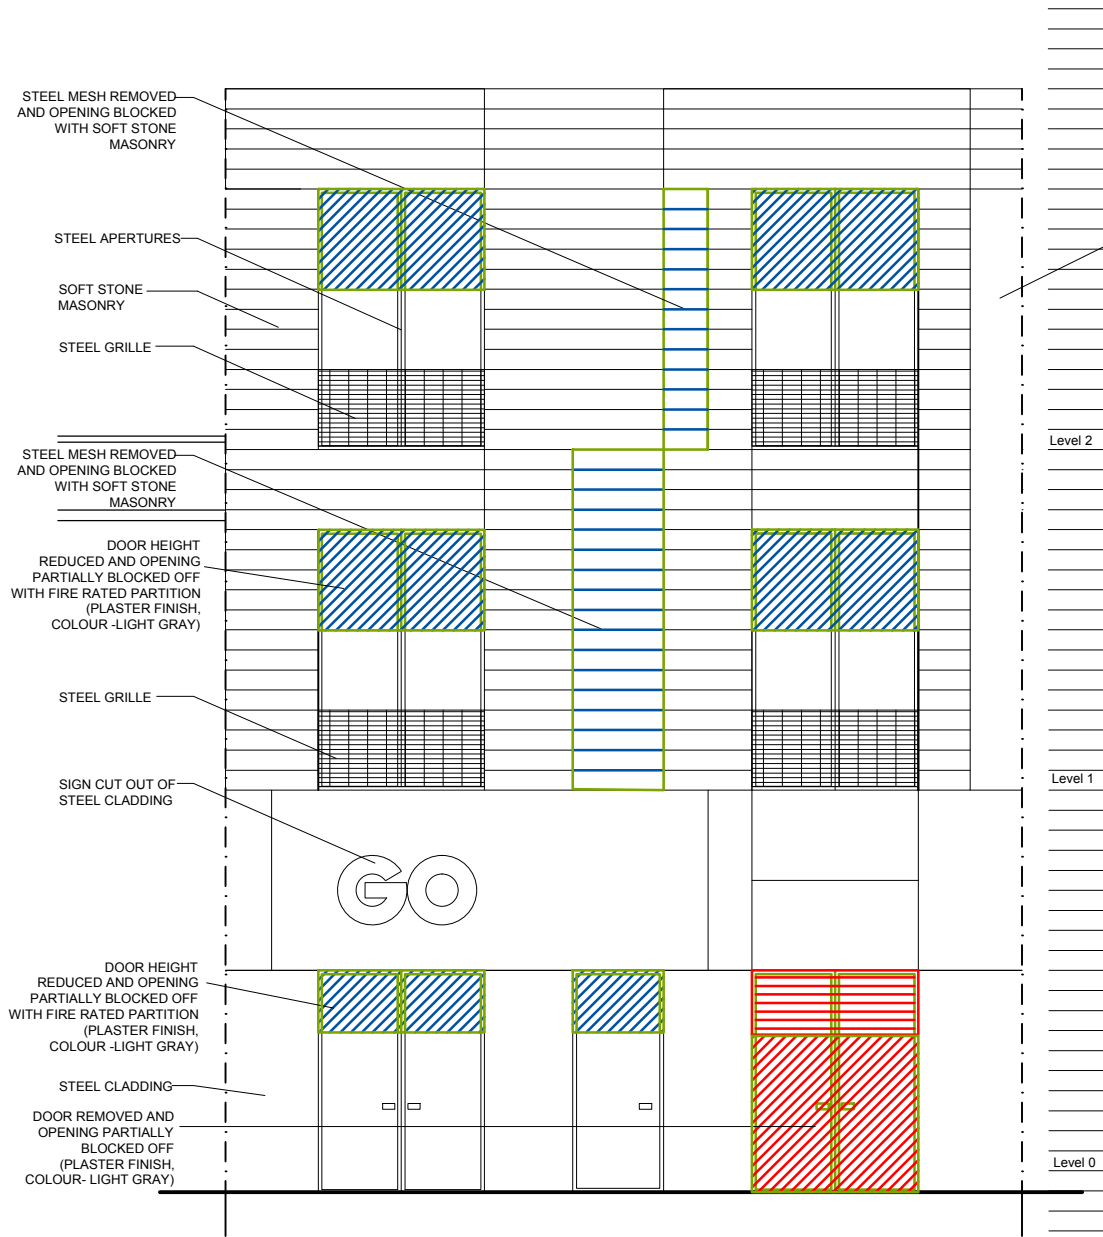 STEEL MESH REMOVED
AND OPENING BLOCKED
WITH SOFT STONE
MASONRY
STEEL APERTURES
SOFT STONE
MASONRY
STEEL GRILLE
Level 2
STEEL MESH REMOVED
AND OPENING BLOCKED
WITH SOFT STONE
MASONRY
DOOR HEIGHT
REDUCED AND OPENING
PARTIALLY BLOCKED OFF
WITH FIRE RATED PARTITION
(PLASTER FINISH,
COLOUR -LIGHT GRAY)
STEEL GRILLE
Level 1
SIGN CUT OUT OF
STEEL CLADDING
GO
DOOR HEIGHT
REDUCED AND OPENING
PARTIALLY BLOCKED OFF
WITH FIRE RATED PARTITION
(PLASTER FINISH,
COLOUR -LIGHT GRAY)
STEEL CLADDING
DOOR REMOVED AND
OPENING PARTIALLY
BLOCKED OFF
(PLASTER FINISH,
COLOUR- LIGHT GRAY)
Level 0